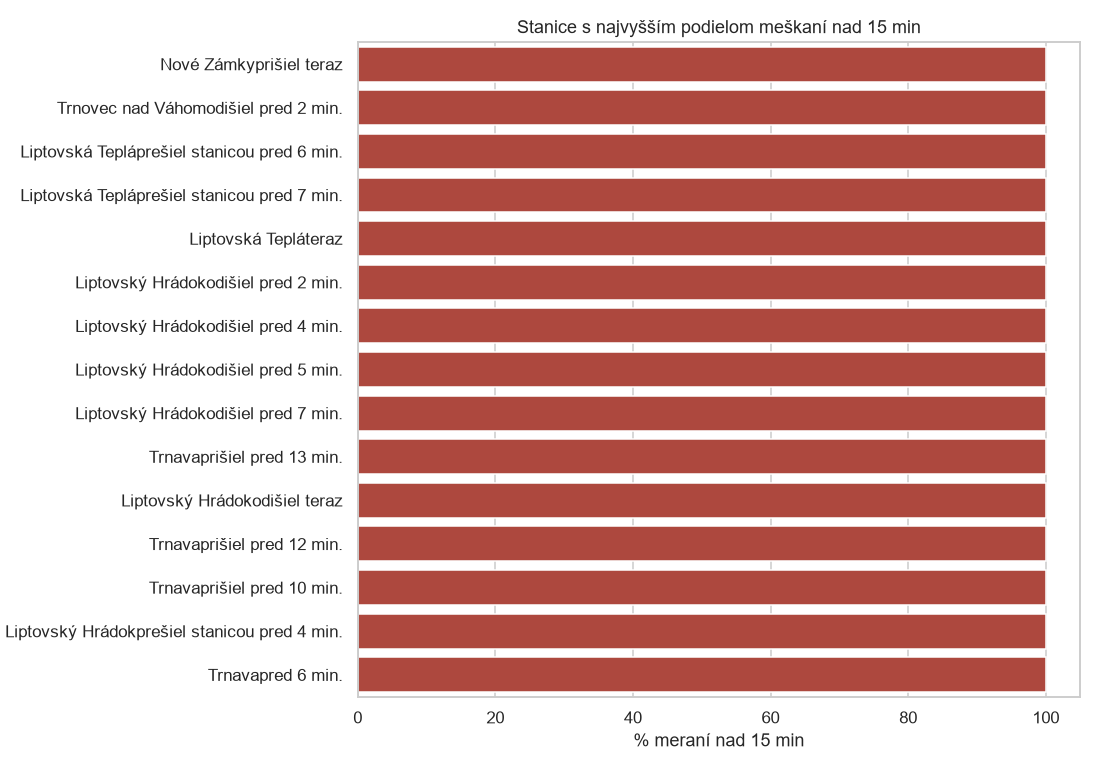 Stanice s najvyšším podielom meškaní nad 15 min
Nové Zámkyprišiel teraz
Trnovec nad Váhomodišiel pred 2 min.
Liptovská Tepláprešiel stanicou pred 6 min.
Liptovská Tepláprešiel stanicou pred 7 min.
Liptovská Tepláteraz
Liptovský Hrádokodišiel pred 2 min.
Liptovský Hrádokodišiel pred 4 min.
Liptovský Hrádokodišiel pred 5 min.
Liptovský Hrádokodišiel pred 7 min.
Trnavaprišiel pred 13 min.
Liptovský Hrádokodišiel teraz
Trnavaprišiel pred 12 min.
Trnavaprišiel pred 10 min.
Liptovský Hrádokprešiel stanicou pred 4 min.
Trnavapred 6 min.
0 20 40 60 80 100
% meraní nad 15 min